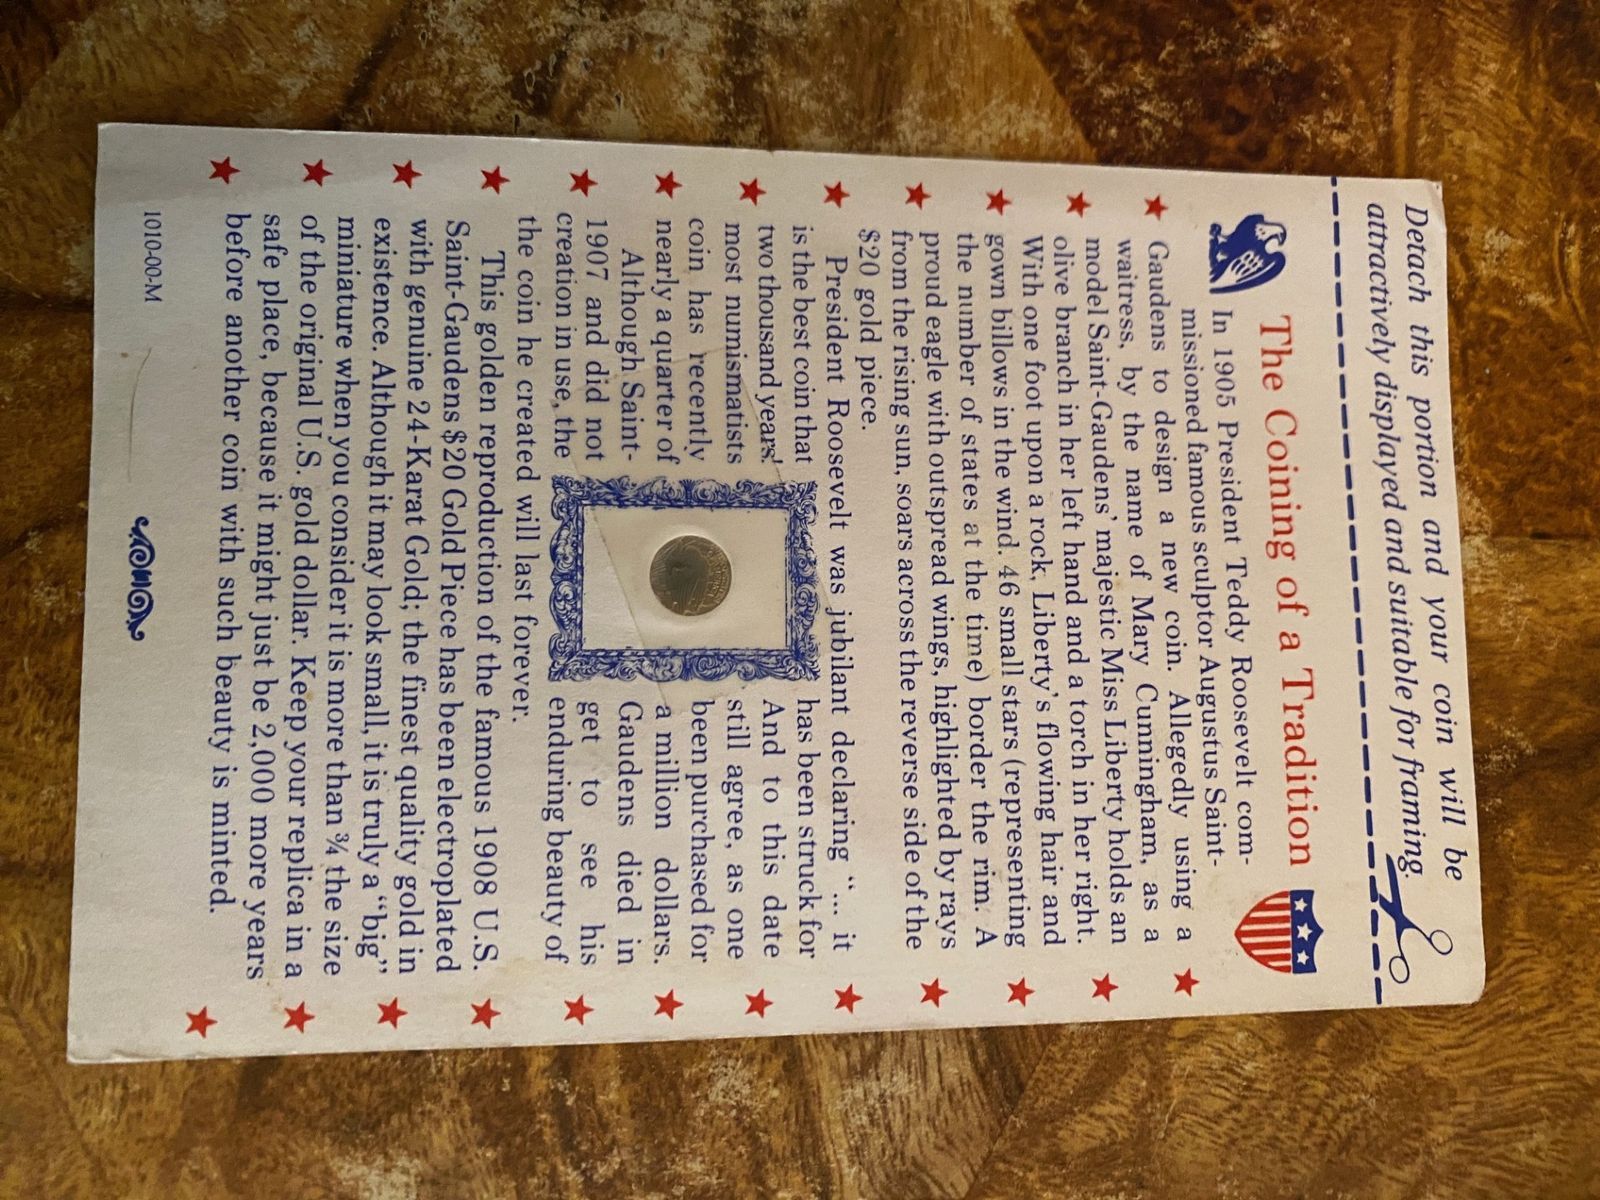 Detach this portion and your coin will be
attractively displayed and suitable for framing.
The Coining of a Tradition
In 1905 President Teddy Roosevelt com-
missioned famous sculptor Augustus Saint-
Gaudens to design a new coin. Allegedly using a
waitress, by the name of Mary Cunningham, as a
model Saint-Gaudens' majestic Miss Liberty holds an
olive branch in her left hand and a torch in her right.
With one foot upon a rock, Liberty's flowing hair and
gown billows in the wind. 46 small stars (representing
the number of states at the time) border the rim. A
proud eagle with outspread wings, highlighted by rays
from the rising sun, soars across the reverse side of the
$20 gold piece.
President Roosevelt was jubilant declaring "... it
is the best coin that has been struck for
two thousand years." And to this date
most numismatists still agree, as one
coin has recently been purchased for
nearly a quarter of a million dollars.
Although Saint-Gaudens died in
1907 and did not get to see his
creation in use, the enduring beauty of
the coin he created will last forever.
This golden reproduction of the famous 1908 U.S.
Saint-Gaudens $20 Gold Piece has been electroplated
with genuine 24-Karat Gold; the finest quality gold in
existence. Although it may look small, it is truly a "big"
miniature when you consider it is more than ¾ the size
of the original U.S. gold dollar. Keep your replica in a
safe place, because it might just be 2,000 more years
before another coin with such beauty is minted.
1010-00-M